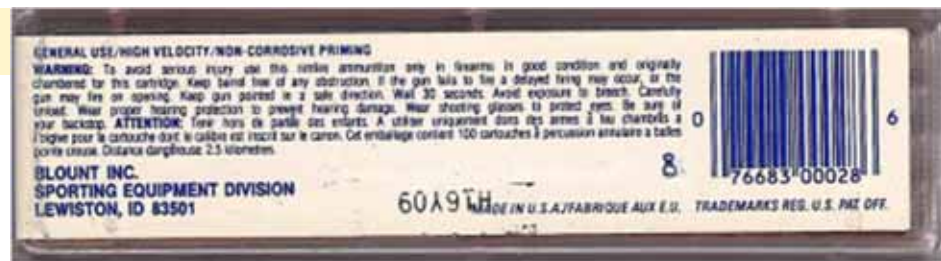 GENERAL USE/HIGH VELOCITY/NON-CORROSIVE PRIMING
WARNING: To avoid serious injury use this rimfire ammunition only in firearms in good condition and originally
chambered for this cartridge. Keep barrel free of any obstruction. If the gun fails to fire a delayed firing may occur, or the
gun may fire on opening. Keep gun pointed in a safe direction. Wait 30 seconds. Avoid exposure to breech. Carefully
unload. Wear proper hearing protection to prevent hearing damage. Wear shooting glasses to protect eyes. Be sure of
your backstop. ATTENTION: Tenir hors de portée des enfants. A utiliser uniquement dans des armes à feu chambrés à
l'origine pour la cartouche dont le calibre est inscrit sur le canon. Cet emballage contient 100 cartouches à percussion annulaire à balles
pointe creuse. Distance dangereuse 2.5 kilometres.
BLOUNT INC.
SPORTING EQUIPMENT DIVISION
LEWISTON, ID 83501
8
0 76683 00028 6
MADE IN U.S.A./FABRIQUE AUX E.U. TRADEMARKS REG. U.S. PAT OFF.